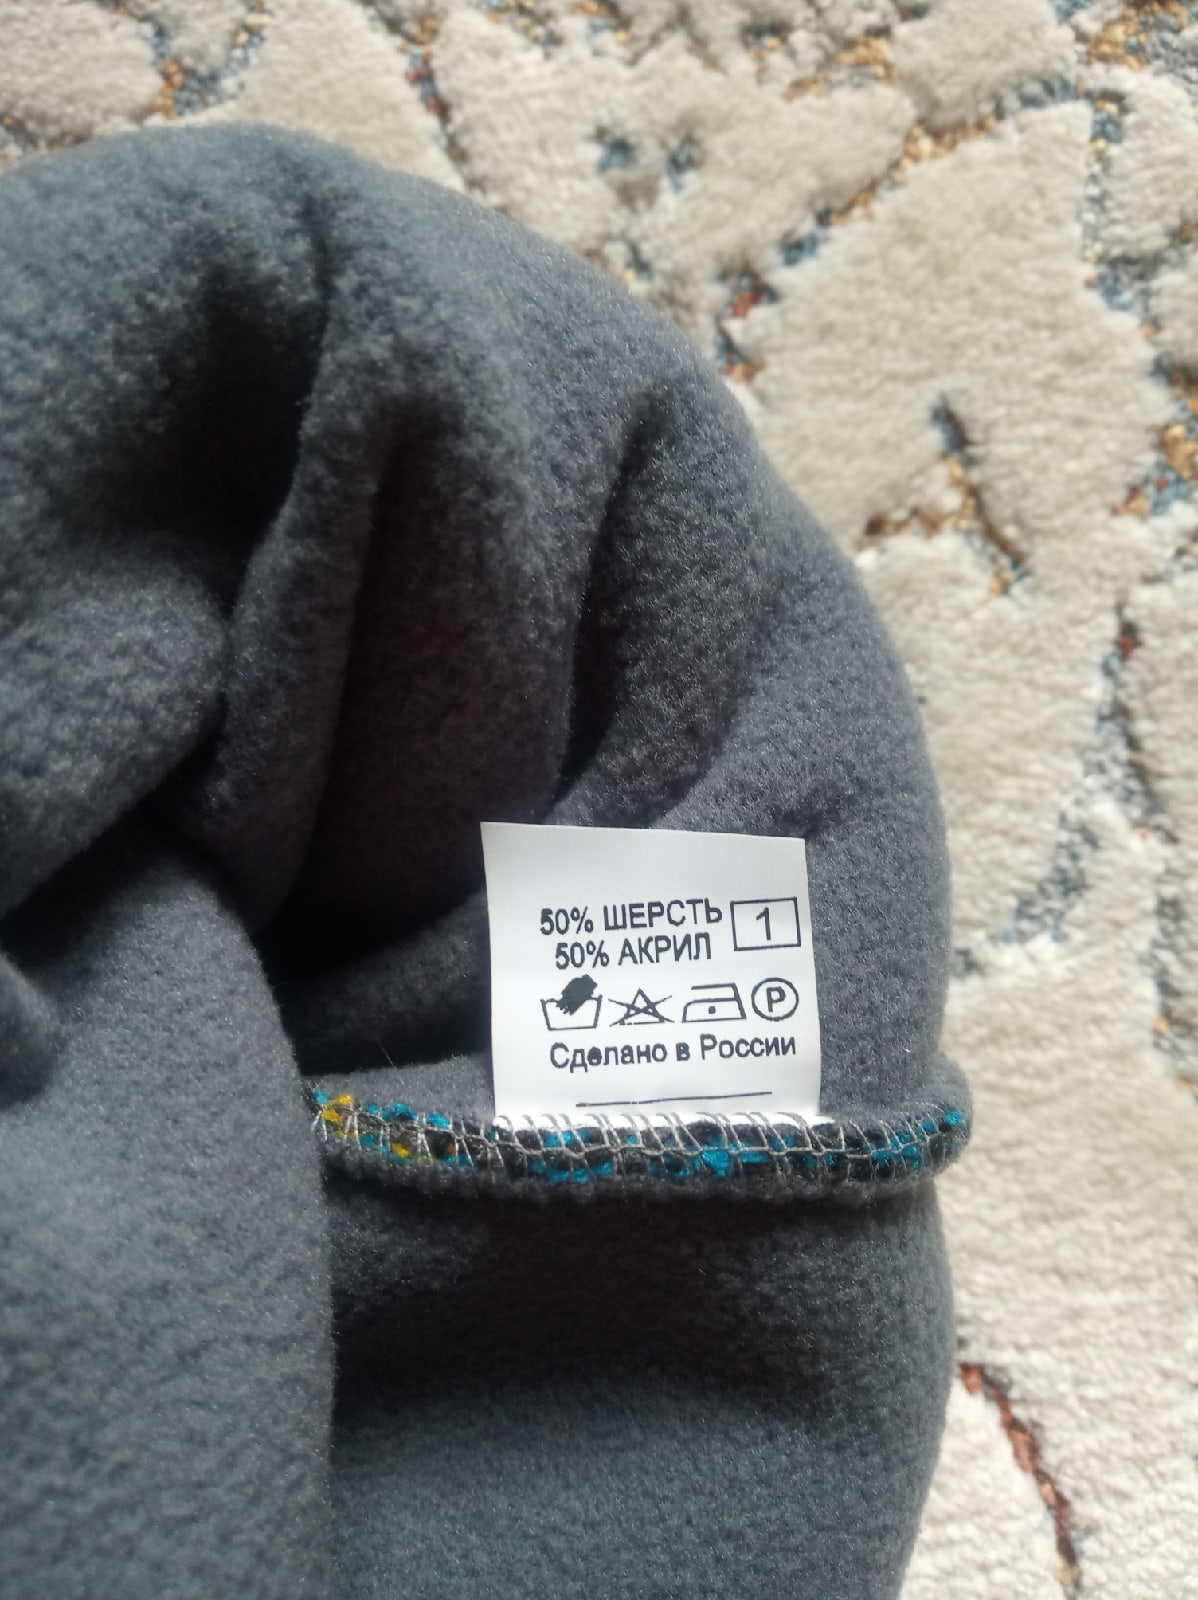 50% ШЕРСТЬ 1
50% АКРИЛ
P
Сделано в России